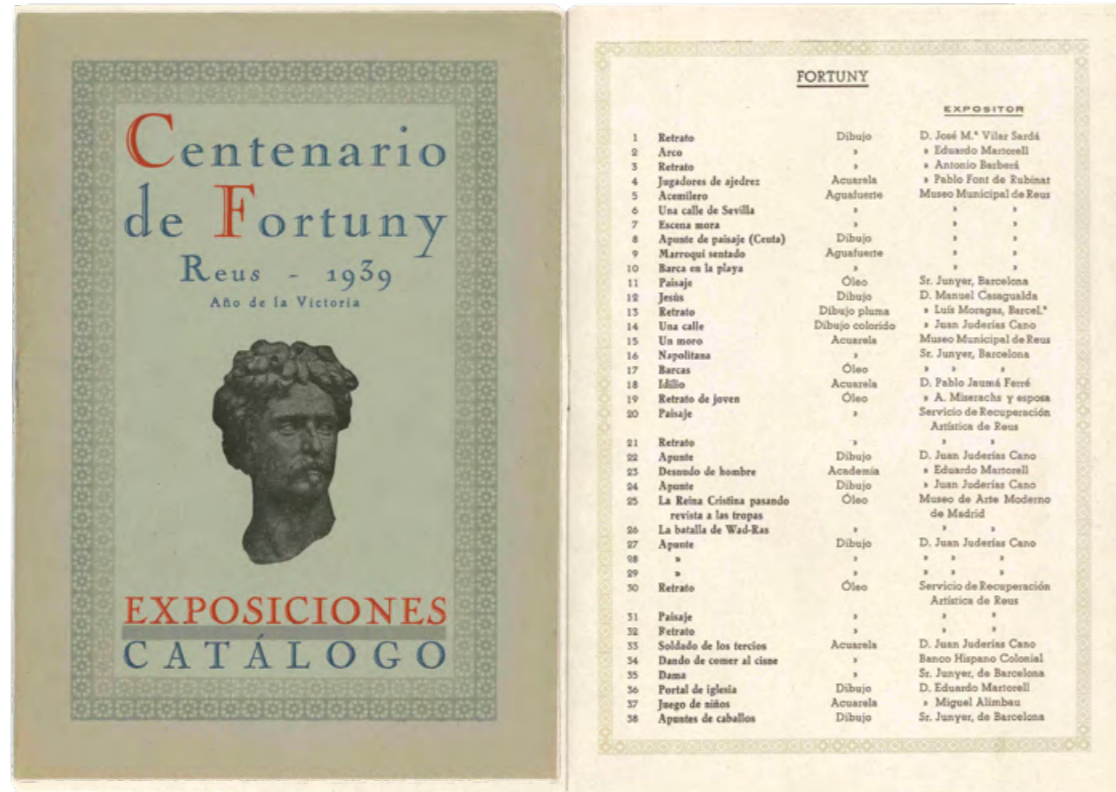 Centenario
de Fortuny
Reus - 1939
Año de la Victoria
EXPOSICIONES
CATÁLOGO
FORTUNY
EXPOSITOR
1 Retrato Dibujo D. José M.ª Vilar Sardá
2 Arco » » Eduardo Martorell
3 Retrato » » Antonio Barberá
4 Jugadores de ajedrez Acuarela » Pablo Font de Rubinat
5 Acemilero Aguafuerte Museo Municipal de Reus
6 Una calle de Sevilla » » »
7 Escena mora » » »
8 Apunte de paisaje (Ceuta) Dibujo » »
9 Marroquí sentado Aguafuerte » »
10 Barca en la playa » » »
11 Paisaje Óleo Sr. Junyer, Barcelona
12 Jesús Dibujo D. Manuel Casagualda
13 Retrato Dibujo pluma » Luís Moragas, Barcel.ª
14 Una calle Dibujo colorido » Juan Juderías Cano
15 Un moro Acuarela Museo Municipal de Reus
16 Napolitana » Sr. Junyer, Barcelona
17 Barcas Óleo » » »
18 Idilio Acuarela D. Pablo Jaumá Ferré
19 Retrato de joven Óleo » A. Miserachs y esposa
20 Paisaje » Servicio de Recuperación
Artística de Reus
21 Retrato » » »
22 Apunte Dibujo D. Juan Juderías Cano
23 Desnudo de hombre Academia » Eduardo Martorell
24 Apunte Dibujo » Juan Juderías Cano
25 La Reina Cristina pasando Óleo Museo de Arte Moderno
revista a las tropas de Madrid
26 La batalla de Wad-Ras » » »
27 Apunte Dibujo D. Juan Juderías Cano
28 » » » » »
29 » » » » »
30 Retrato Óleo Servicio de Recuperación
Artística de Reus
31 Paisaje » » »
32 Retrato » » »
33 Soldado de los tercios Acuarela D. Juan Juderías Cano
34 Dando de comer al cisne » Banco Hispano Colonial
35 Dama » Sr. Junyer, de Barcelona
36 Portal de iglesia Dibujo D. Eduardo Martorell
37 Juego de niños Acuarela » Miguel Alimbau
38 Apuntes de caballos Dibujo Sr. Junyer, de Barcelona